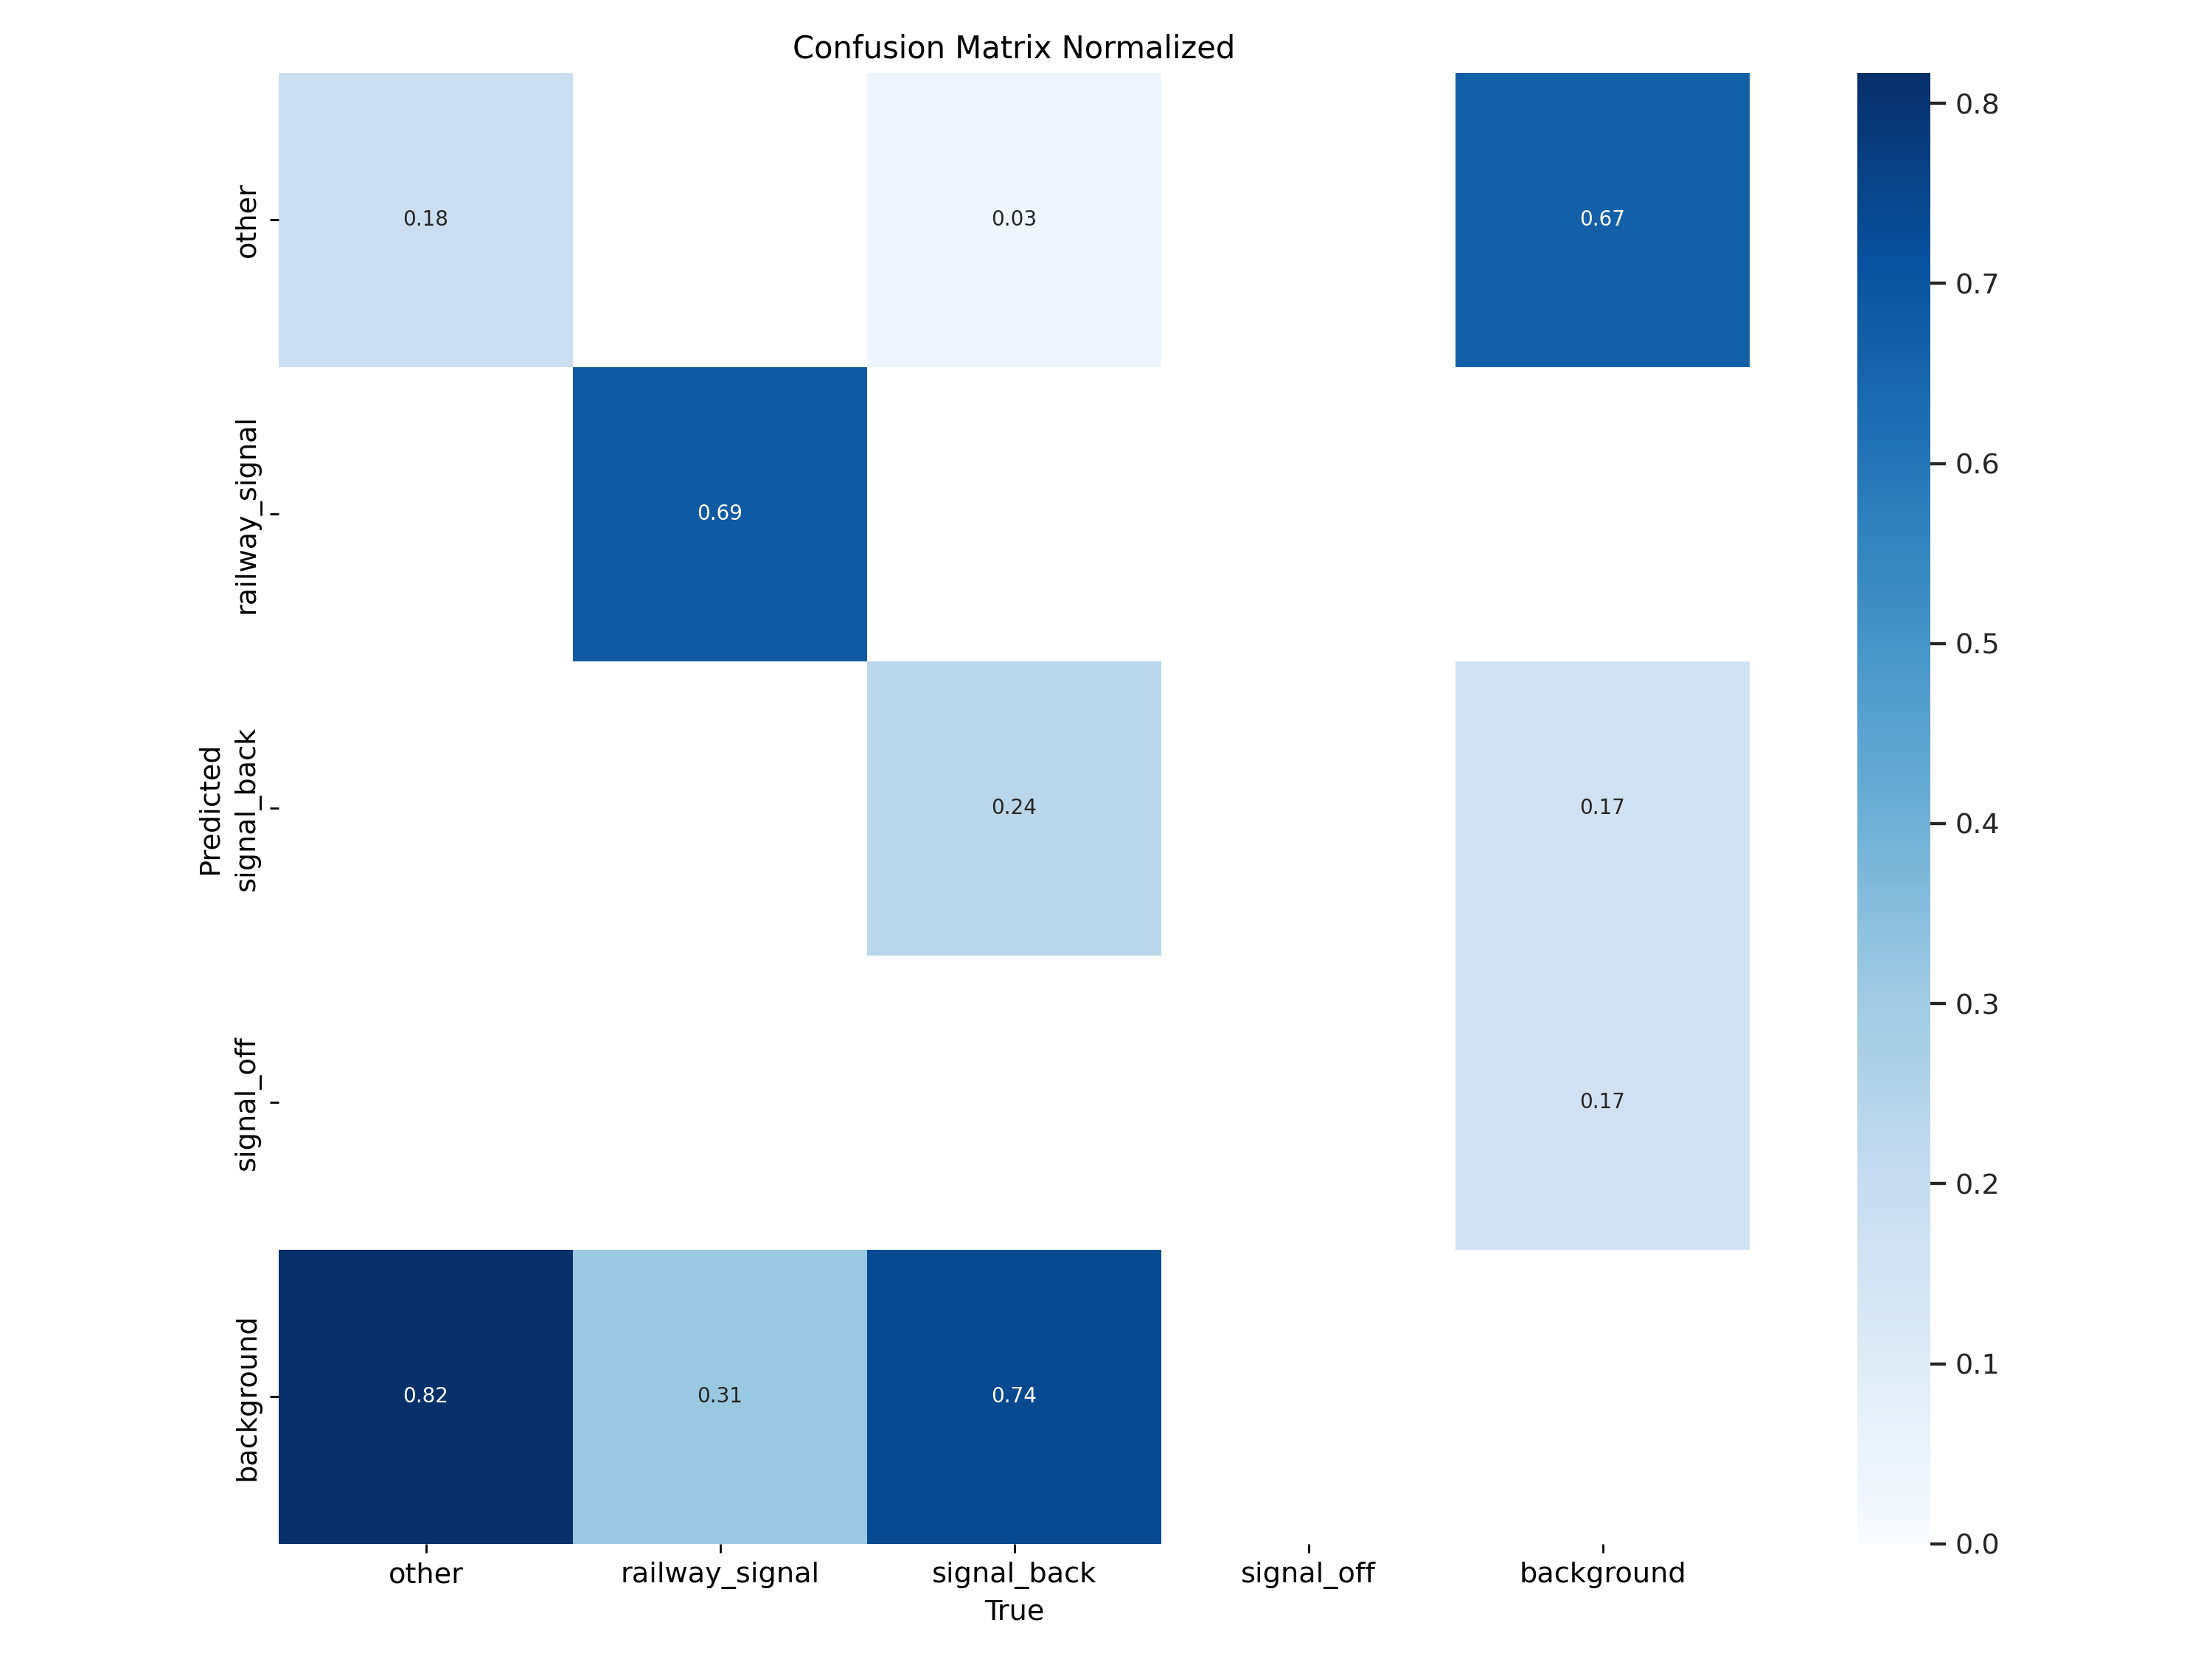 Confusion Matrix Normalized
other
0.18
0.03
0.67
0.8
0.7
railway_signal
0.69
0.6
0.5
Predicted
signal_back
0.24
0.17
0.4
0.3
signal_off
0.17
0.2
background
0.82
0.31
0.74
0.1
0.0
other
railway_signal
signal_back
signal_off
background
True